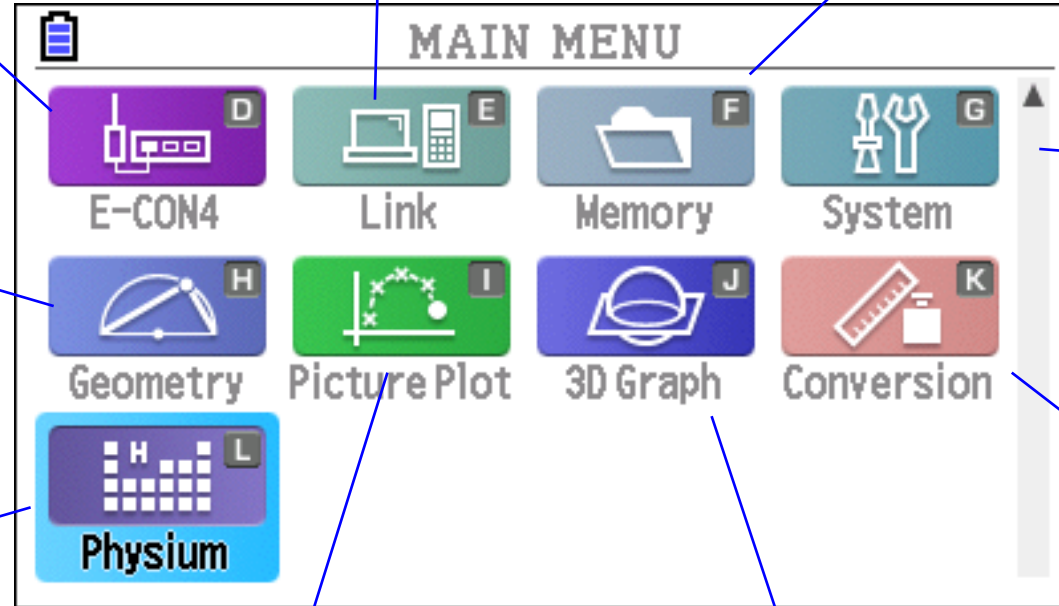 MAIN MENU
D E F G
E-CON4 Link Memory System
H I J K
Geometry Picture Plot 3D Graph Conversion
H L
Physium